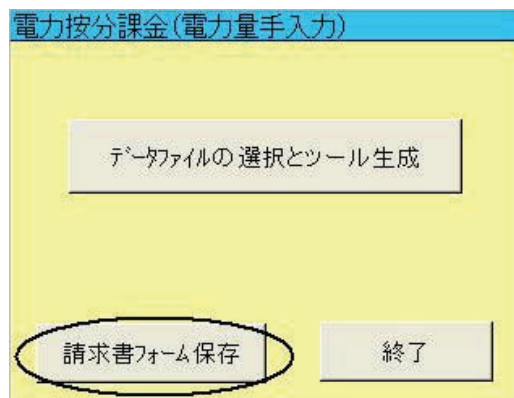 電力按分課金(電力量手入力)
ﾃﾞｰﾀﾌｧｲﾙの選択とツール生成
請求書ﾌｫｰﾑ保存
終了